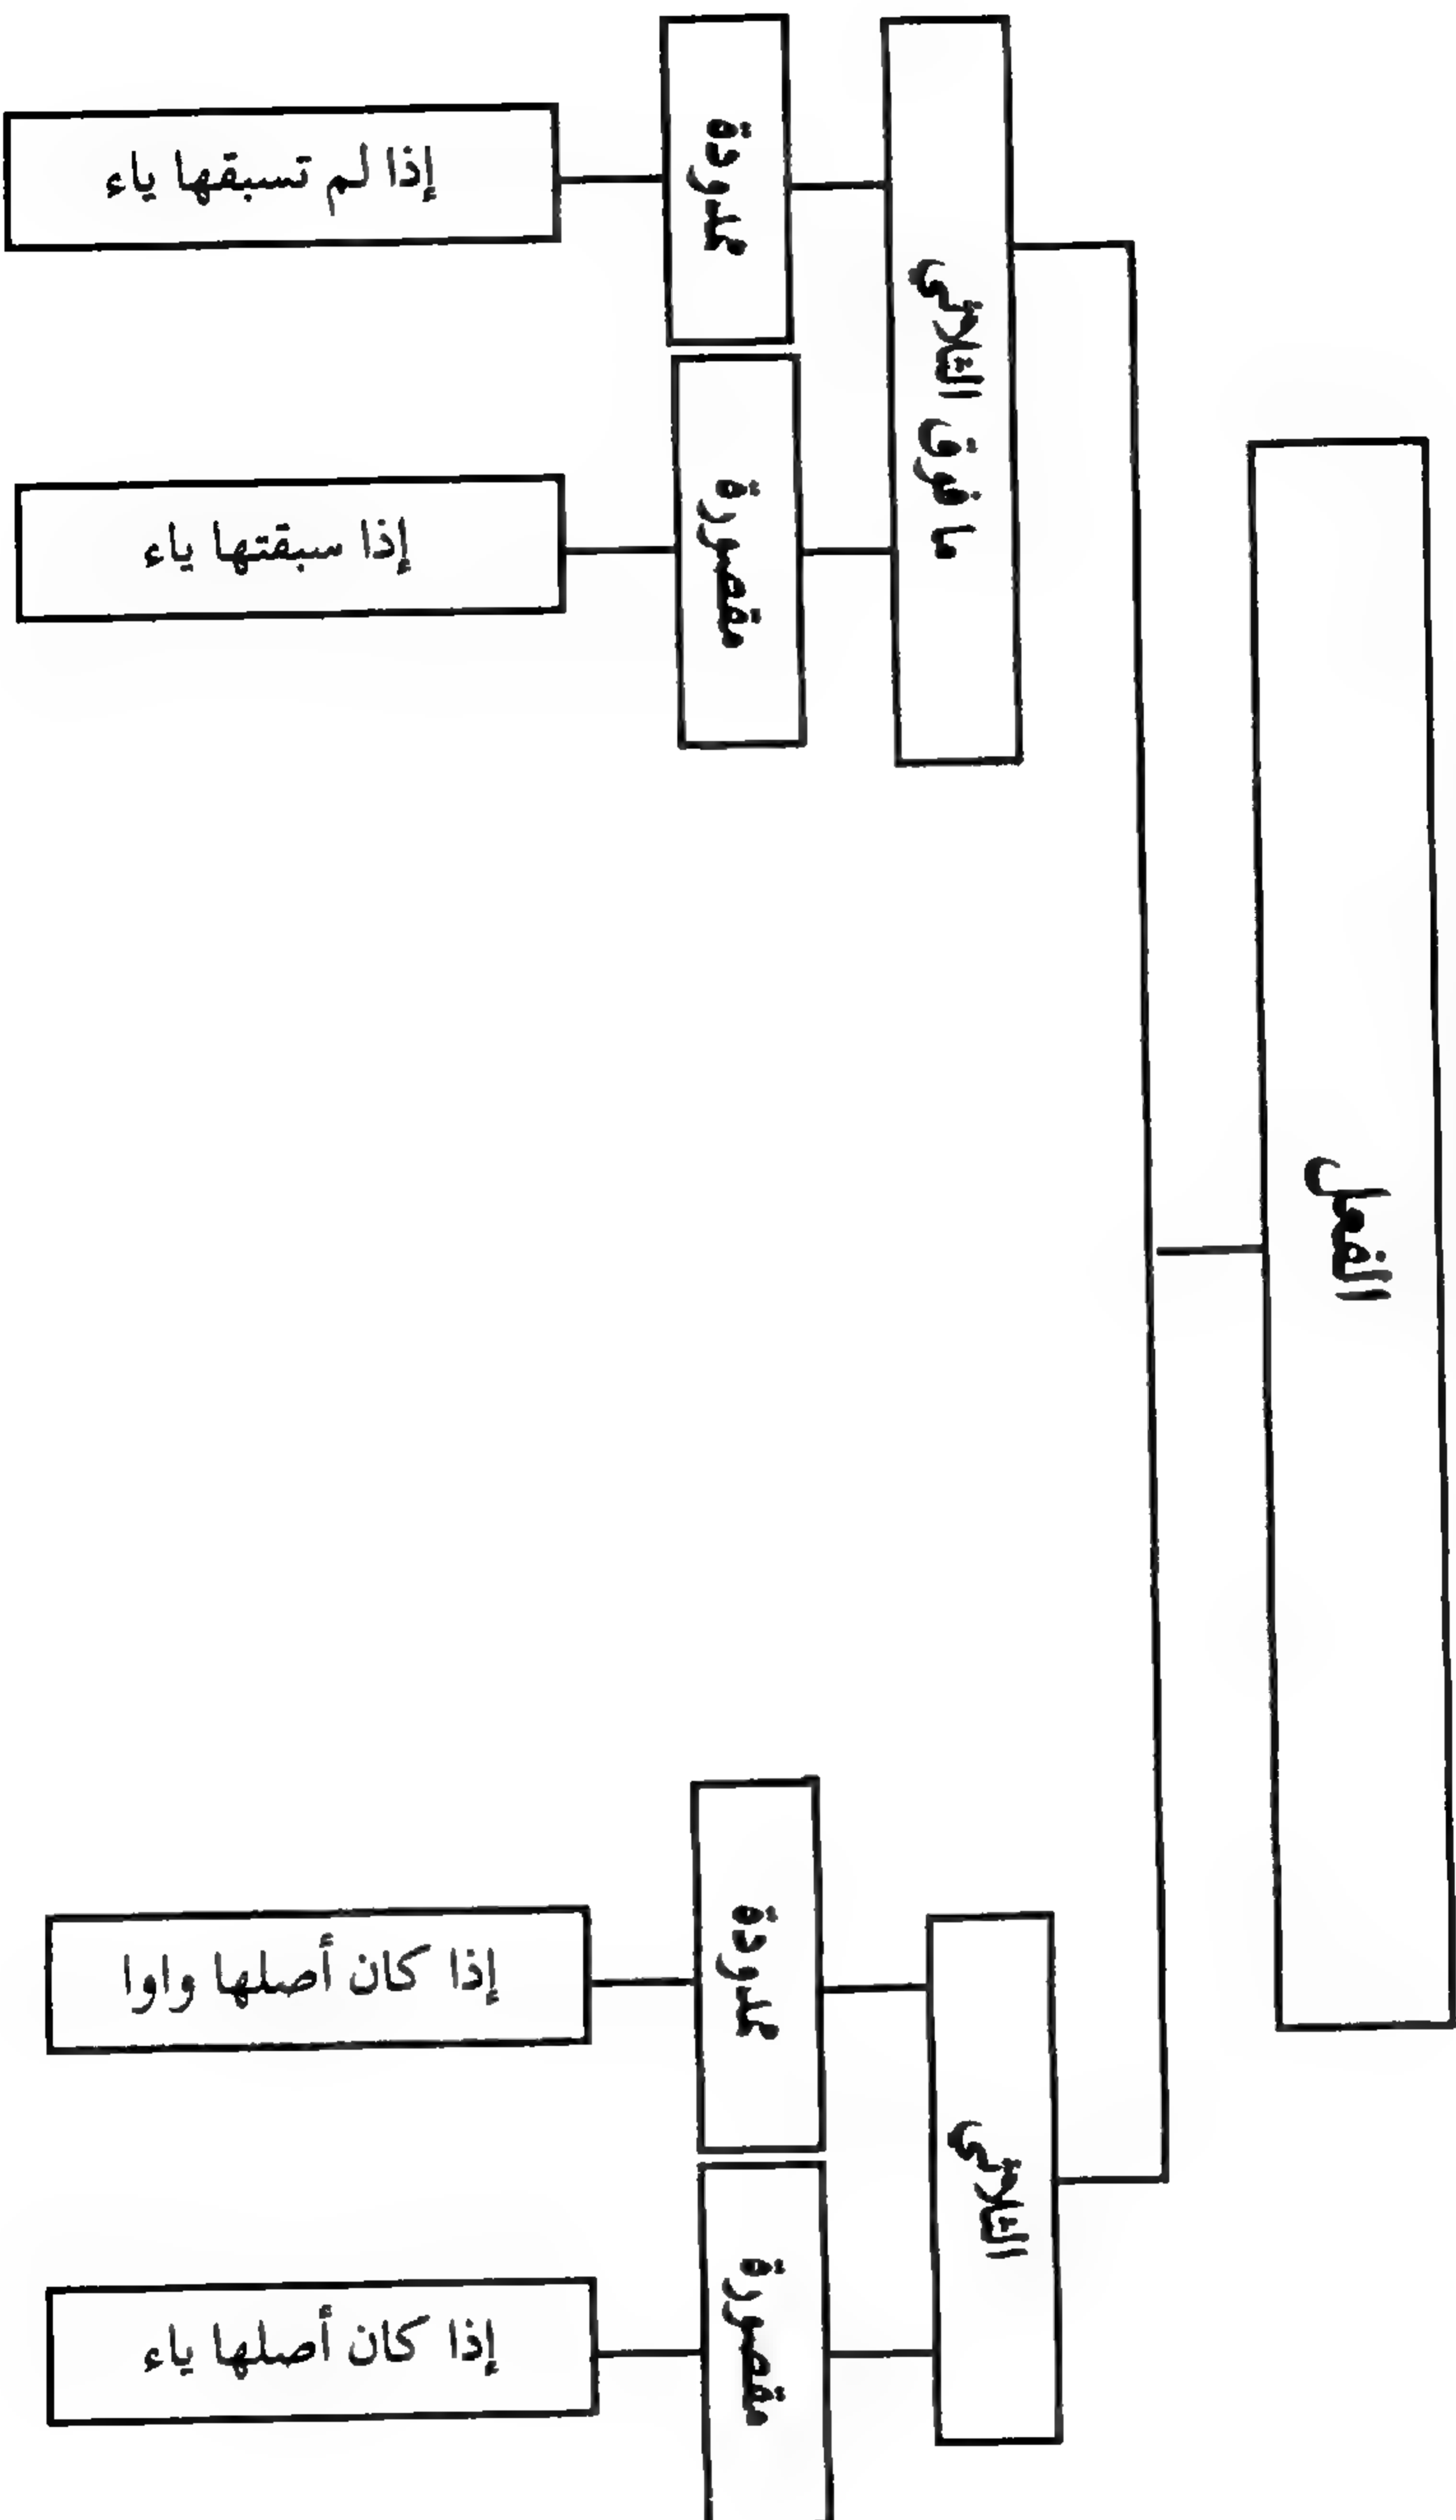 الفعل
الثلاثي
ما فوق الثلاثي
مقصورة
ممدودة
مقصورة
ممدودة
إذا كان أصلها ياء
إذا كان أصلها واوا
إذا سبقتها ياء
إذا لم تسبقها ياء